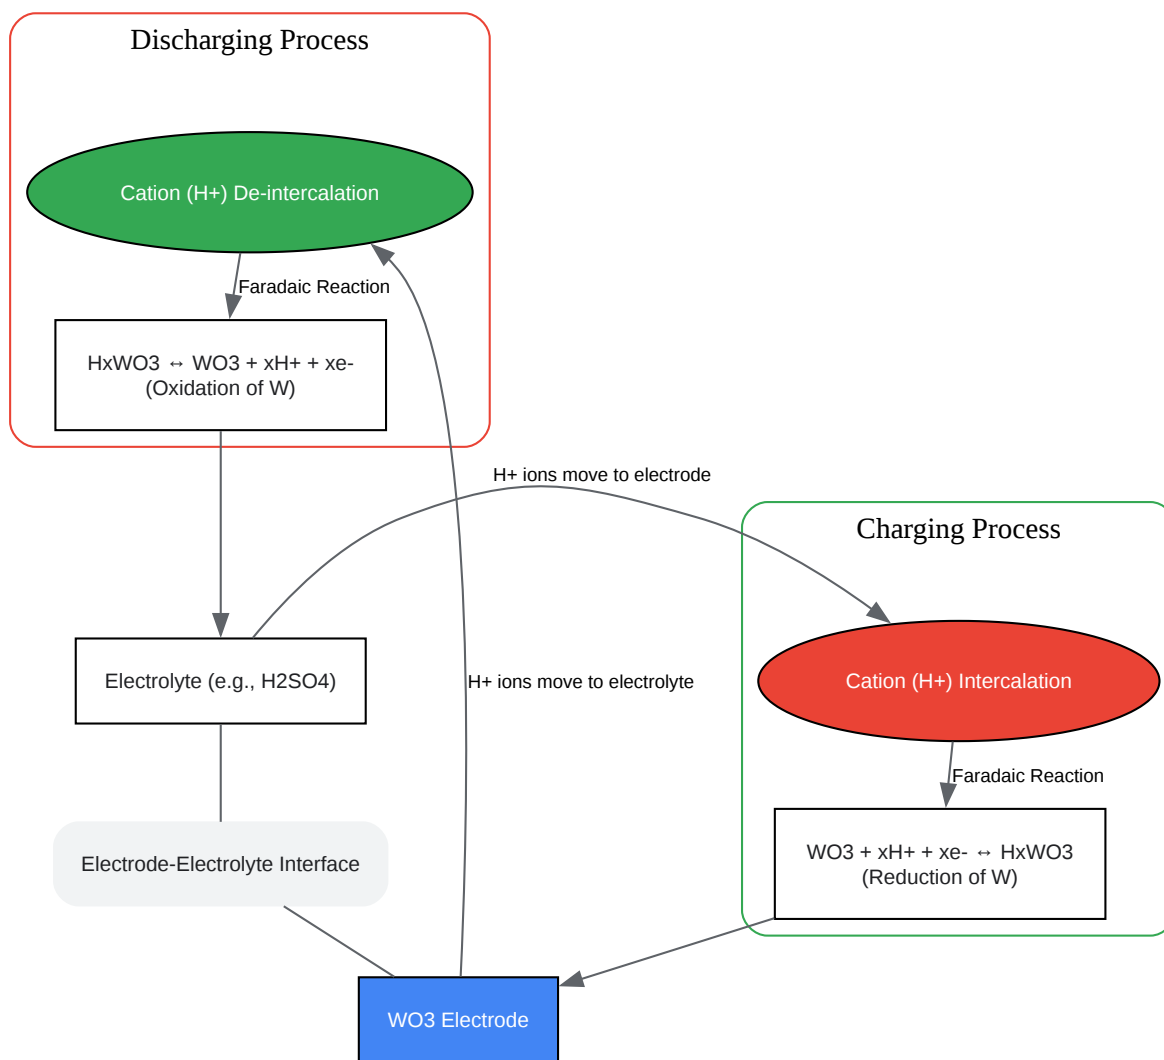 Discharging Process
Cation (H+) De-intercalation
Faradaic Reaction
HxWO3 ↔ WO3 + xH+ + xe-
(Oxidation of W)
H+ ions move to electrode
Charging Process
Electrolyte (e.g., H2SO4)
H+ ions move to electrolyte
Cation (H+) Intercalation
Faradaic Reaction
Electrode-Electrolyte Interface
WO3 + xH+ + xe- ↔ HxWO3
(Reduction of W)
WO3 Electrode